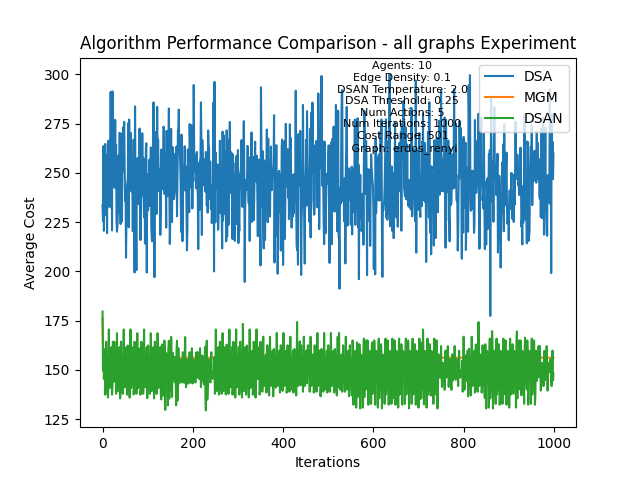 Algorithm Performance Comparison - all graphs Experiment
Agents: 10
Edge Density: 0.1
DSAN Temperature: 2.0
DSA Threshold: 0.25
Num Actions: 5
Num Iterations: 1000
Cost Range: 501
Graph: erdos_renyi
DSA
MGM
DSAN
300
275
250
225
200
175
150
125
Average Cost
0
200
400
600
800
1000
Iterations